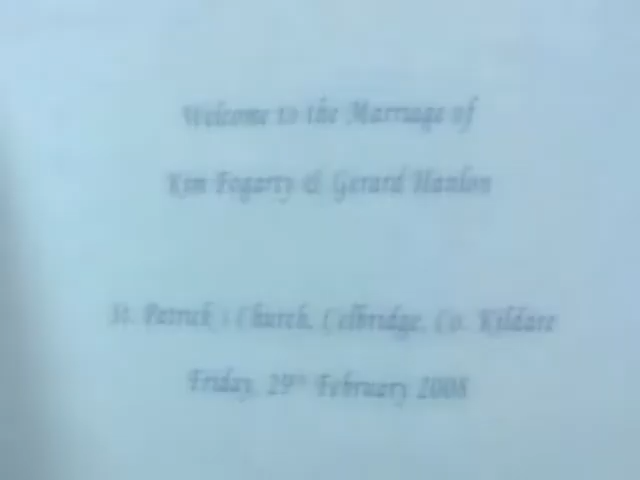 Welcome to the Marriage of
Kim Fogarty & Gerard Hanlon
St. Patrick's Church, Celbridge, Co. Kildare
Friday, 29th February 2008